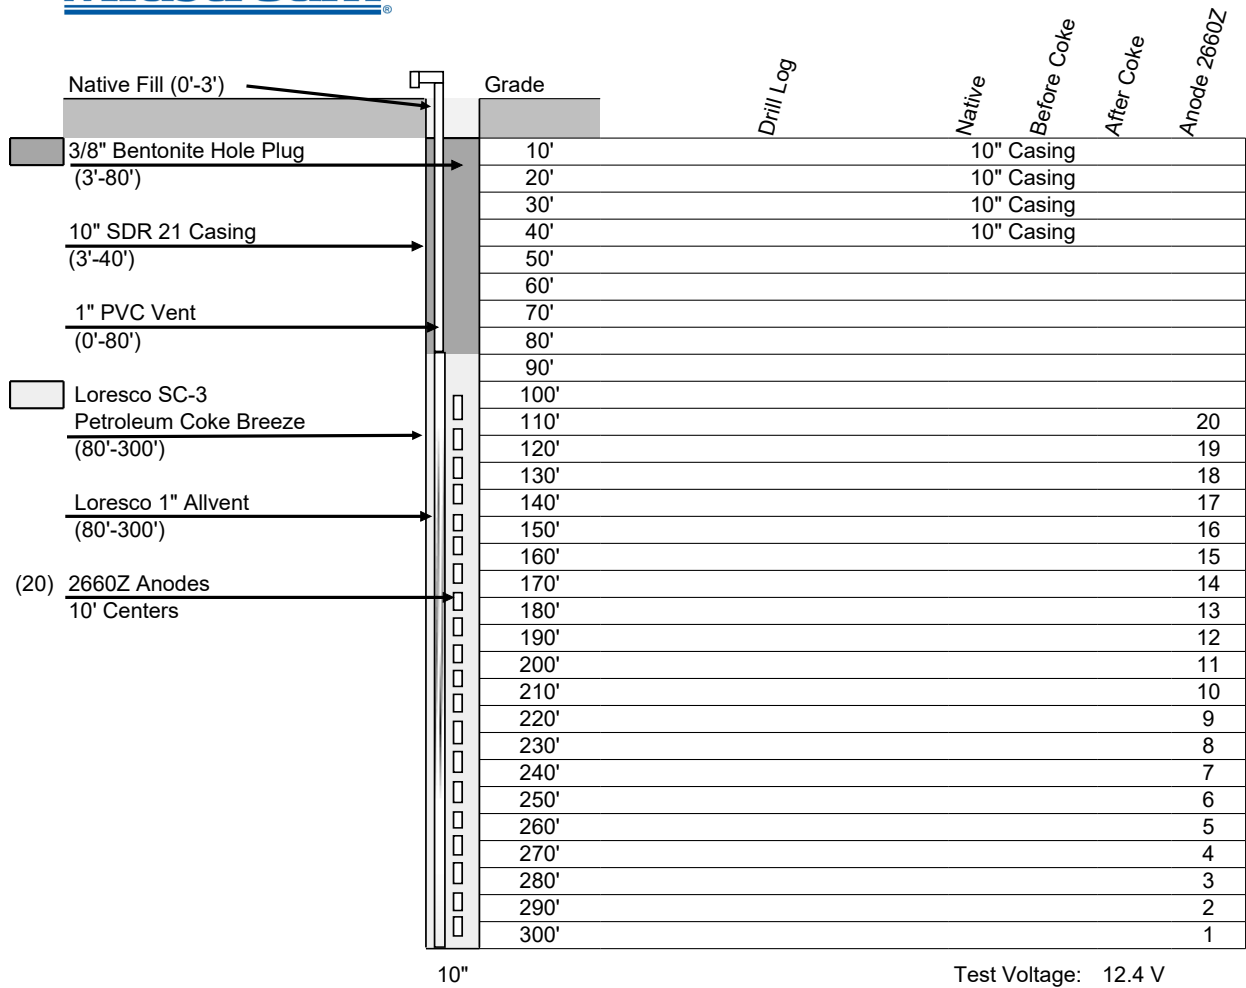 ®
Native Fill (0'-3')
Grade
Drill Log
Native
Before Coke
After Coke
Anode 2660Z
3/8" Bentonite Hole Plug
10' 10" Casing
(3'-80')
20' 10" Casing
30' 10" Casing
10" SDR 21 Casing
40' 10" Casing
(3'-40')
50'
60'
1" PVC Vent
70'
(0'-80')
80'
90'
Loresco SC-3
100'
Petroleum Coke Breeze
110' 20
(80'-300')
120' 19
130' 18
Loresco 1" Allvent
140' 17
(80'-300')
150' 16
160' 15
(20) 2660Z Anodes
170' 14
10' Centers
180' 13
190' 12
200' 11
210' 10
220' 9
230' 8
240' 7
250' 6
260' 5
270' 4
280' 3
290' 2
300' 1
10"
Test Voltage: 12.4 V